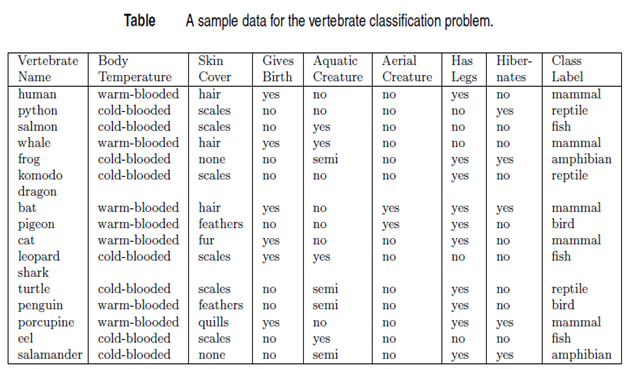 Table A sample data for the vertebrate classification problem.
Vertebrate Body Skin Gives Aquatic Aerial Has Hiber- Class
Name Temperature Cover Birth Creature Creature Legs nates Label
human warm-blooded hair yes no no yes no mammal
python cold-blooded scales no no no no yes reptile
salmon cold-blooded scales no yes no no no fish
whale warm-blooded hair yes yes no no no mammal
frog cold-blooded none no semi no yes yes amphibian
komodo cold-blooded scales no no no yes no reptile
dragon
bat warm-blooded hair yes no yes yes yes mammal
pigeon warm-blooded feathers no no yes yes no bird
cat warm-blooded fur yes no no yes no mammal
leopard cold-blooded scales yes yes no no no fish
shark
turtle cold-blooded scales no semi no yes no reptile
penguin warm-blooded feathers no semi no yes no bird
porcupine warm-blooded quills yes no no yes yes mammal
eel cold-blooded scales no yes no no no fish
salamander cold-blooded none no semi no yes yes amphibian